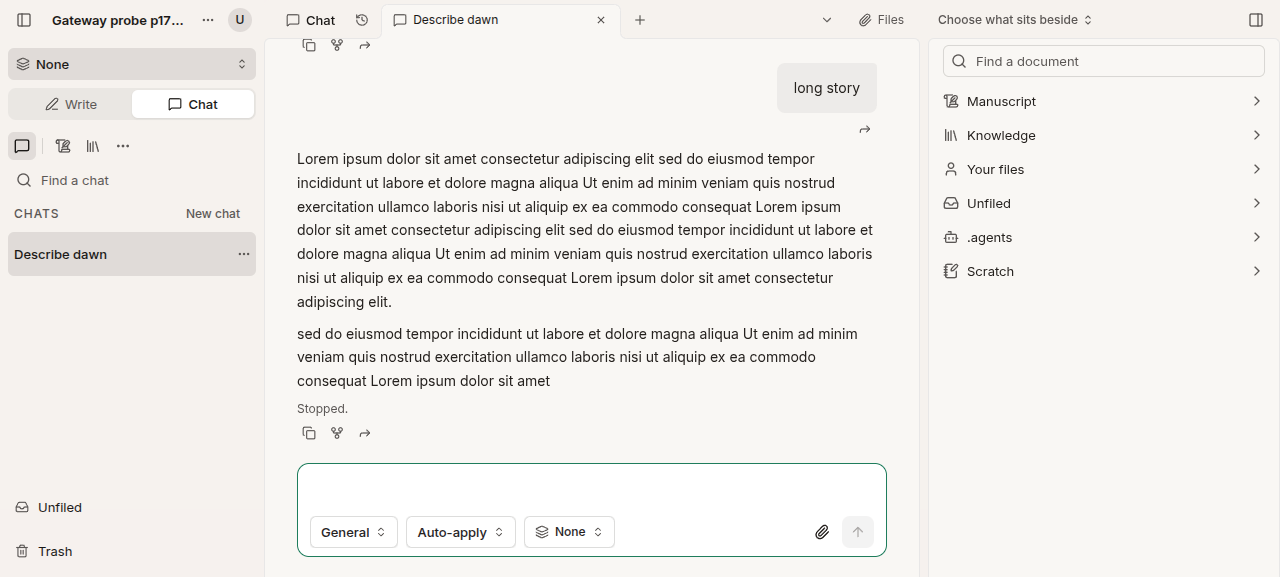 Gateway probe p17...
U
Chat
Describe dawn
Files
Choose what sits beside
None
Write
Chat
Find a chat
CHATS
New chat
Describe dawn
Unfiled
Trash
long story
Lorem ipsum dolor sit amet consectetur adipiscing elit sed do eiusmod tempor
incididunt ut labore et dolore magna aliqua Ut enim ad minim veniam quis nostrud
exercitation ullamco laboris nisi ut aliquip ex ea commodo consequat Lorem ipsum
dolor sit amet consectetur adipiscing elit sed do eiusmod tempor incididunt ut labore et
dolore magna aliqua Ut enim ad minim veniam quis nostrud exercitation ullamco laboris
nisi ut aliquip ex ea commodo consequat Lorem ipsum dolor sit amet consectetur
adipiscing elit.
sed do eiusmod tempor incididunt ut labore et dolore magna aliqua Ut enim ad minim
veniam quis nostrud exercitation ullamco laboris nisi ut aliquip ex ea commodo
consequat Lorem ipsum dolor sit amet
Stopped.
General
Auto-apply
None
Find a document
Manuscript
Knowledge
Your files
Unfiled
.agents
Scratch